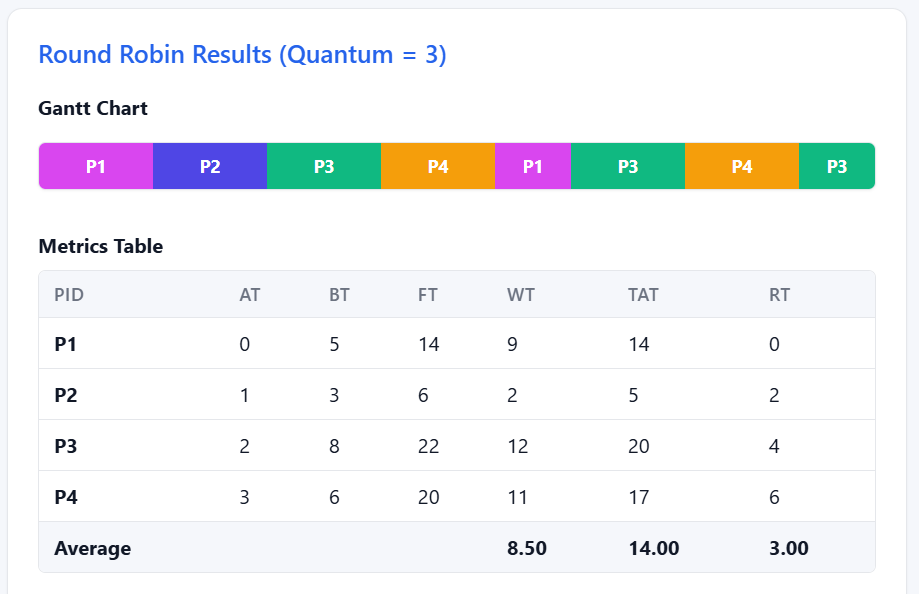 Round Robin Results (Quantum = 3)
Gantt Chart
P1 P2 P3 P4 P1 P3 P4 P3
Metrics Table
PID AT BT FT WT TAT RT
P1 0 5 14 9 14 0
P2 1 3 6 2 5 2
P3 2 8 22 12 20 4
P4 3 6 20 11 17 6
Average 8.50 14.00 3.00